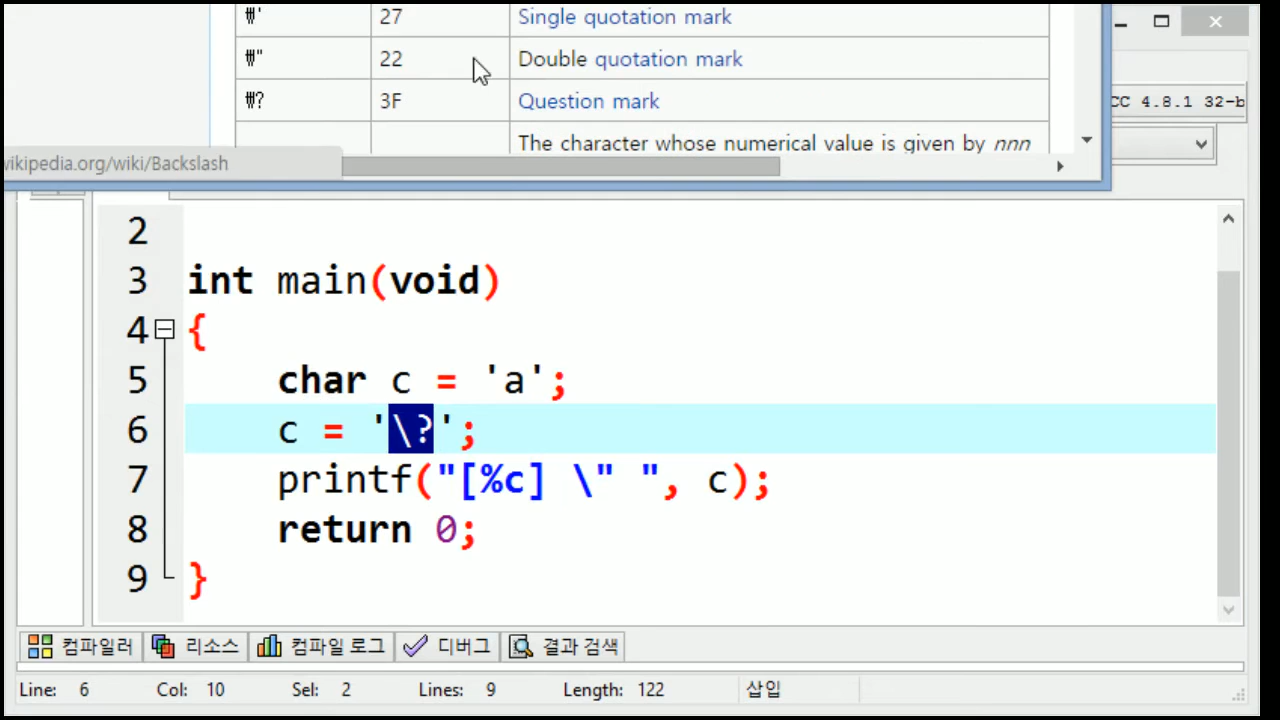 ₩' 27 Single quotation mark
₩" 22 Double quotation mark
₩? 3F Question mark
CC 4.8.1 32-b
The character whose numerical value is given by nnn
wikipedia.org/wiki/Backslash
2
3 int main(void)
4 {
5 char c = 'a';
6 c = '\?';
7 printf("[%c] \" ", c);
8 return 0;
9 }
컴파일러 리소스 컴파일 로그 디버그 결과 검색
Line: 6 Col: 10 Sel: 2 Lines: 9 Length: 122 삽입